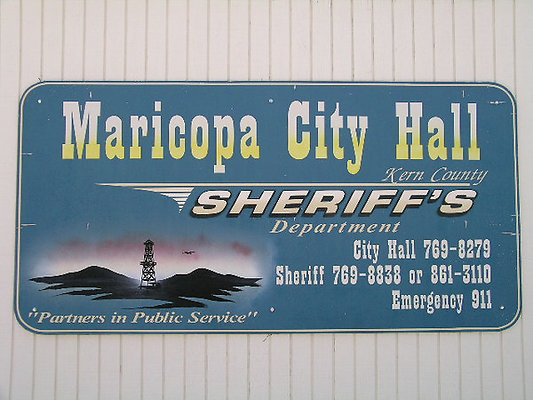 Maricopa City Hall
Kern County
SHERIFF'S
Department
City Hall 769-8279
Sheriff 769-8838 or 861-3110
Emergency 911
"Partners in Public Service"